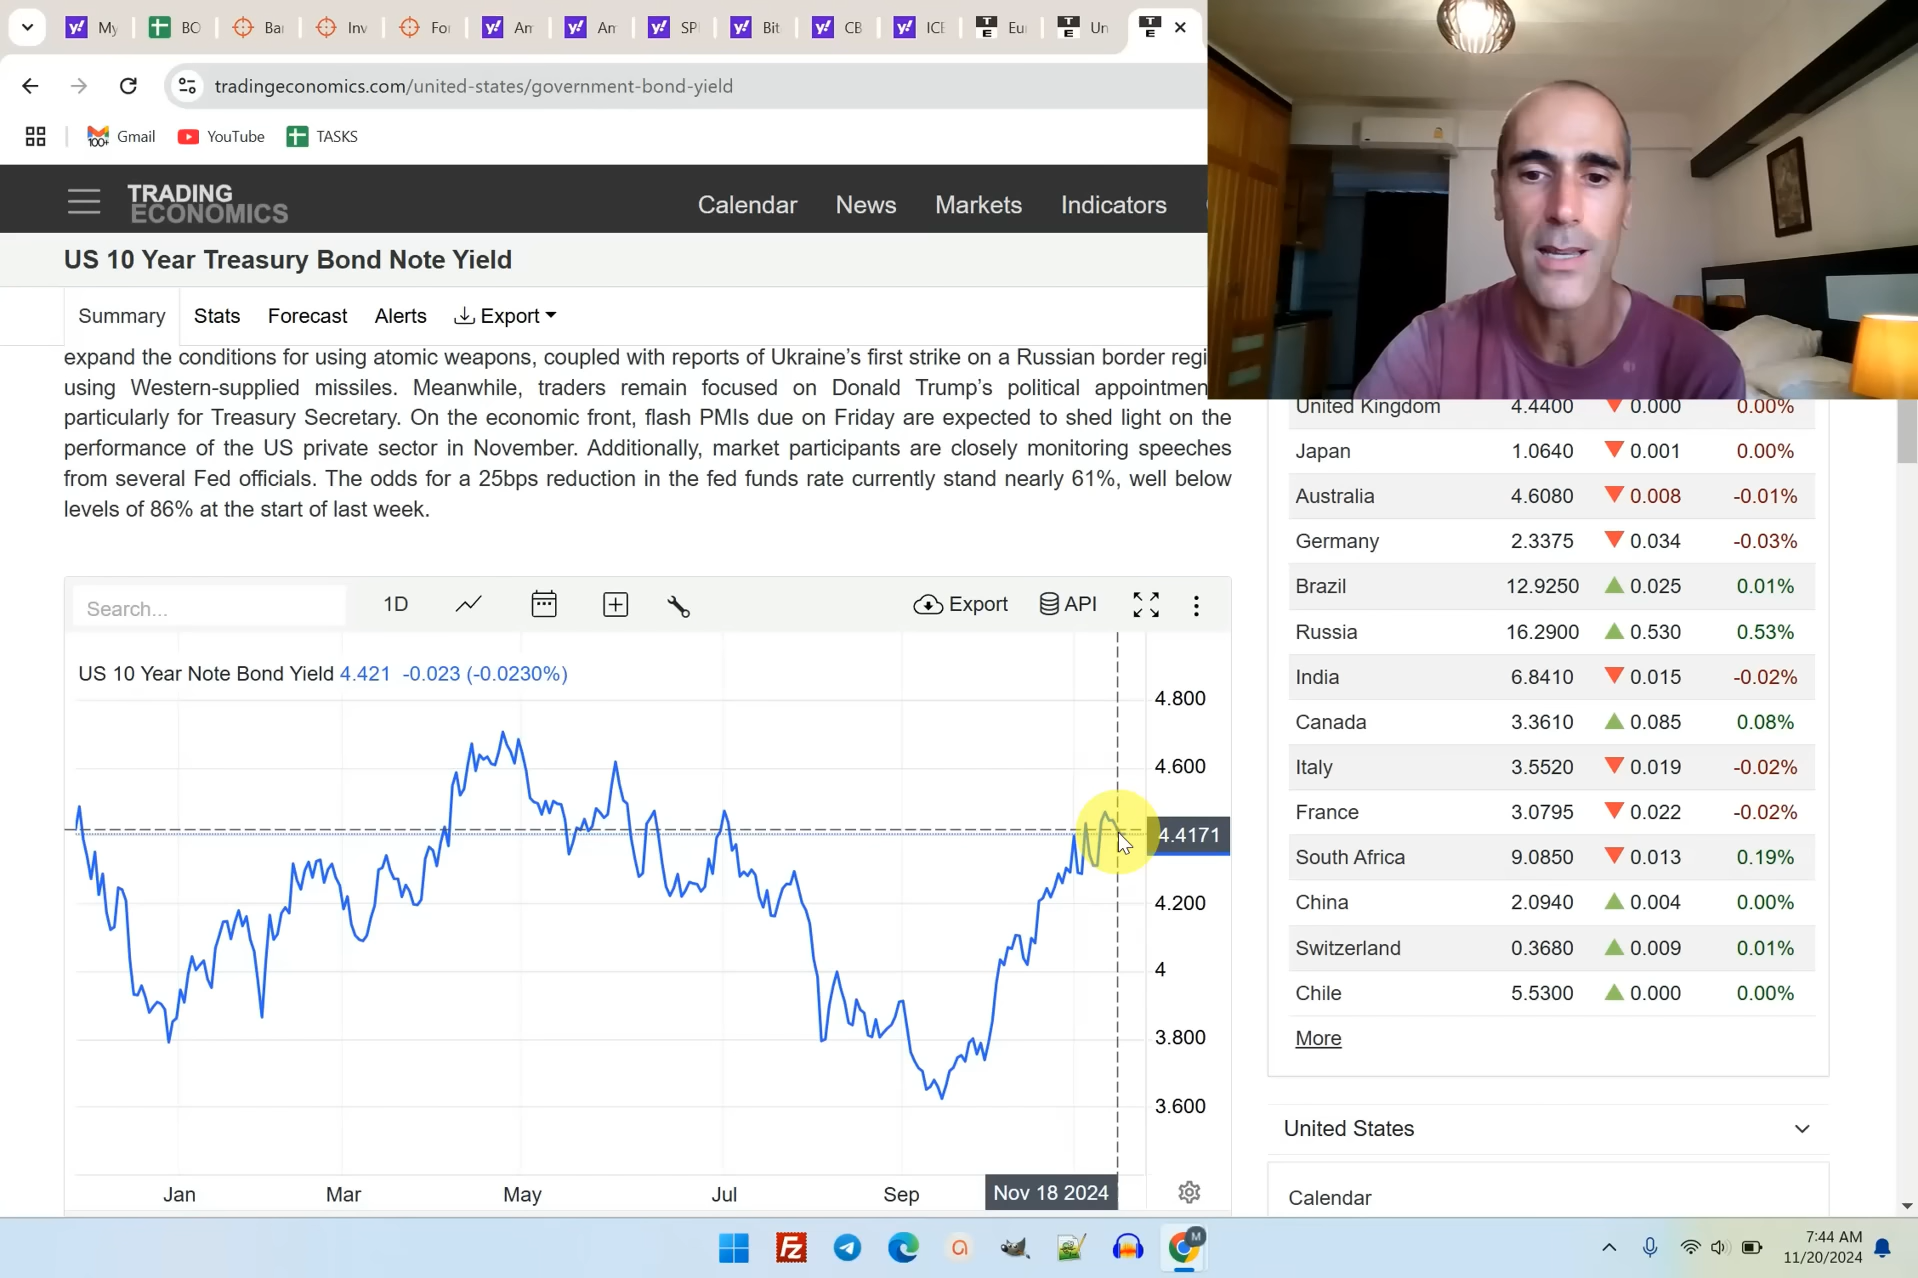 My
BO
Bai
Inv
Fo
An
An
SP
Bit
CB
ICE
Eu
Un
tradingeconomics.com/united-states/government-bond-yield
Gmail
YouTube
TASKS
TRADING
ECONOMICS
Calendar
News
Markets
Indicators
US 10 Year Treasury Bond Note Yield
Summary
Stats
Forecast
Alerts
Export
expand the conditions for using atomic weapons, coupled with reports of Ukraine's first strike on a Russian border regi
using Western-supplied missiles. Meanwhile, traders remain focused on Donald Trump's political appointmen
particularly for Treasury Secretary. On the economic front, flash PMIs due on Friday are expected to shed light on the
performance of the US private sector in November. Additionally, market participants are closely monitoring speeches
from several Fed officials. The odds for a 25bps reduction in the fed funds rate currently stand nearly 61%, well below
levels of 86% at the start of last week.
Search...
1D
Export
API
US 10 Year Note Bond Yield 4.421 -0.023 (-0.0230%)
4.800
4.600
4.4171
4.200
4
3.800
3.600
Jan
Mar
May
Jul
Sep
Nov 18 2024
United Kingdom 4.4400 0.000 0.00%
Japan 1.0640 0.001 0.00%
Australia 4.6080 0.008 -0.01%
Germany 2.3375 0.034 -0.03%
Brazil 12.9250 0.025 0.01%
Russia 16.2900 0.530 0.53%
India 6.8410 0.015 -0.02%
Canada 3.3610 0.085 0.08%
Italy 3.5520 0.019 -0.02%
France 3.0795 0.022 -0.02%
South Africa 9.0850 0.013 0.19%
China 2.0940 0.004 0.00%
Switzerland 0.3680 0.009 0.01%
Chile 5.5300 0.000 0.00%
More
United States
Calendar
7:44 AM
11/20/2024